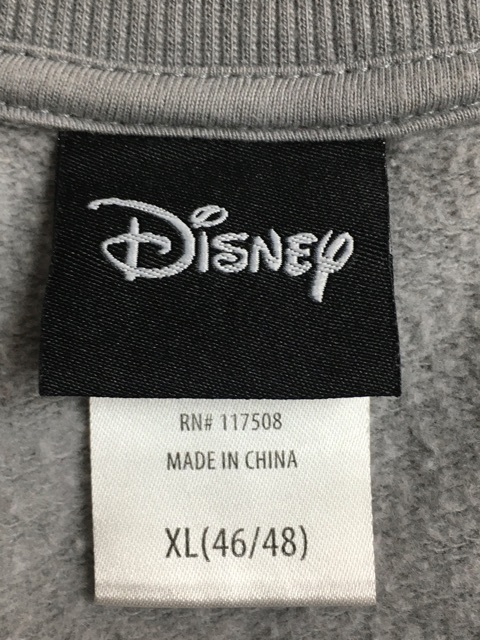 Disney
RN# 117508
MADE IN CHINA
XL(46/48)